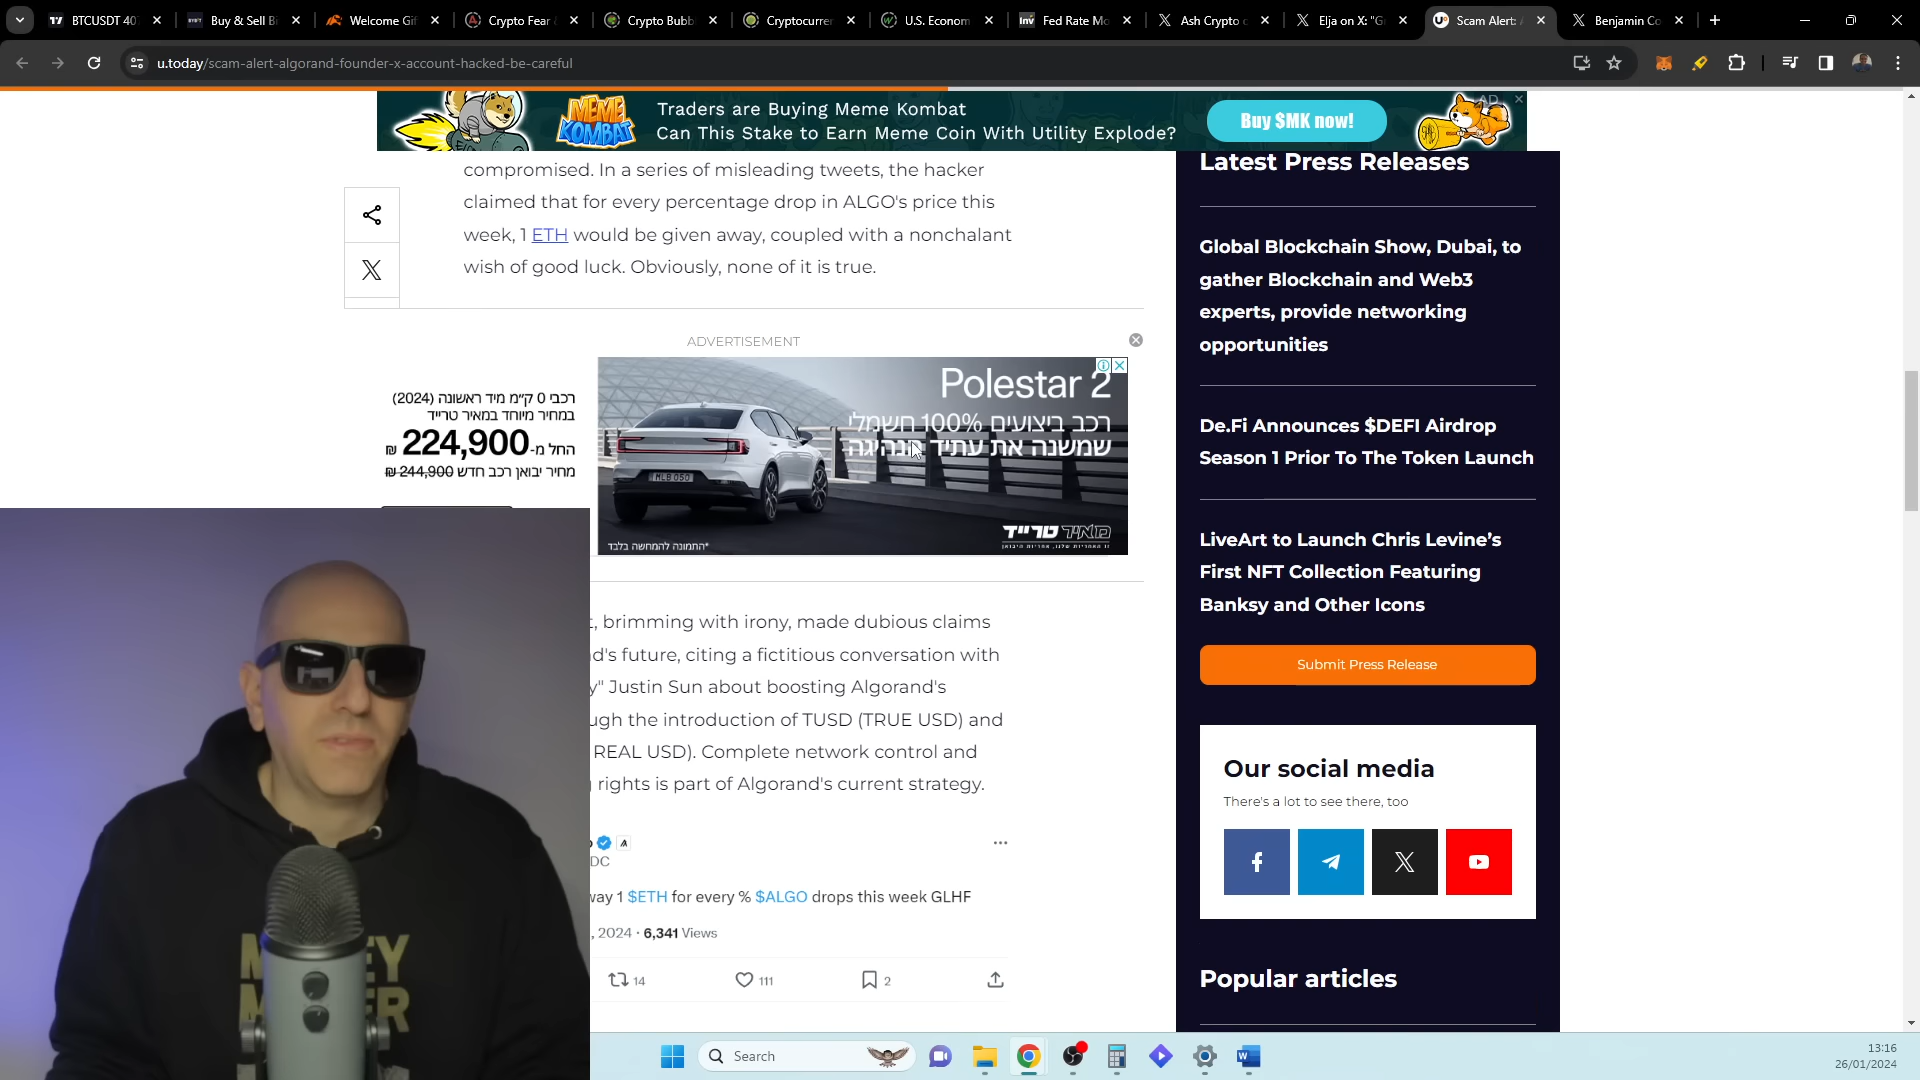 BTCUSDT 40
Buy & Sell Bi
Welcome Gif
Crypto Fear
Crypto Bubb
Cryptocurre
U.S. Econom
Fed Rate Mo
Ash Crypto
Elja on X: "G
Scam Alert:
Benjamin Co
u.today/scam-alert-algorand-founder-x-account-hacked-be-careful
MEME KOMBAT
Traders are Buying Meme Kombat
Can This Stake to Earn Meme Coin With Utility Explode?
Buy $MK now!
AD
compromised. In a series of misleading tweets, the hacker
claimed that for every percentage drop in ALGO's price this
week, 1 ETH would be given away, coupled with a nonchalant
wish of good luck. Obviously, none of it is true.
ADVERTISEMENT
רכבי 0 ק"מ מיד ראשונה (2024)
במחיר מיוחד במאיר טרייד
החל מ-224,900 ₪
מחיר יבואן רכב חדש 244,900 ₪
Polestar 2
רכב ביצועים 100% חשמלי
שמשנה את עתיד הנהיגה
MLB 050
מאיר טרייד
*התמונה להמחשה בלבד
t, brimming with irony, made dubious claims
d's future, citing a fictitious conversation with
y" Justin Sun about boosting Algorand's
ugh the introduction of TUSD (TRUE USD) and
REAL USD). Complete network control and
rights is part of Algorand's current strategy.
DC
way 1 $ETH for every % $ALGO drops this week GLHF
, 2024 · 6,341 Views
14
111
2
Latest Press Releases
Global Blockchain Show, Dubai, to
gather Blockchain and Web3
experts, provide networking
opportunities
De.Fi Announces $DEFI Airdrop
Season 1 Prior To The Token Launch
LiveArt to Launch Chris Levine's
First NFT Collection Featuring
Banksy and Other Icons
Submit Press Release
Our social media
There's a lot to see there, too
Popular articles
Search
13:16
26/01/2024